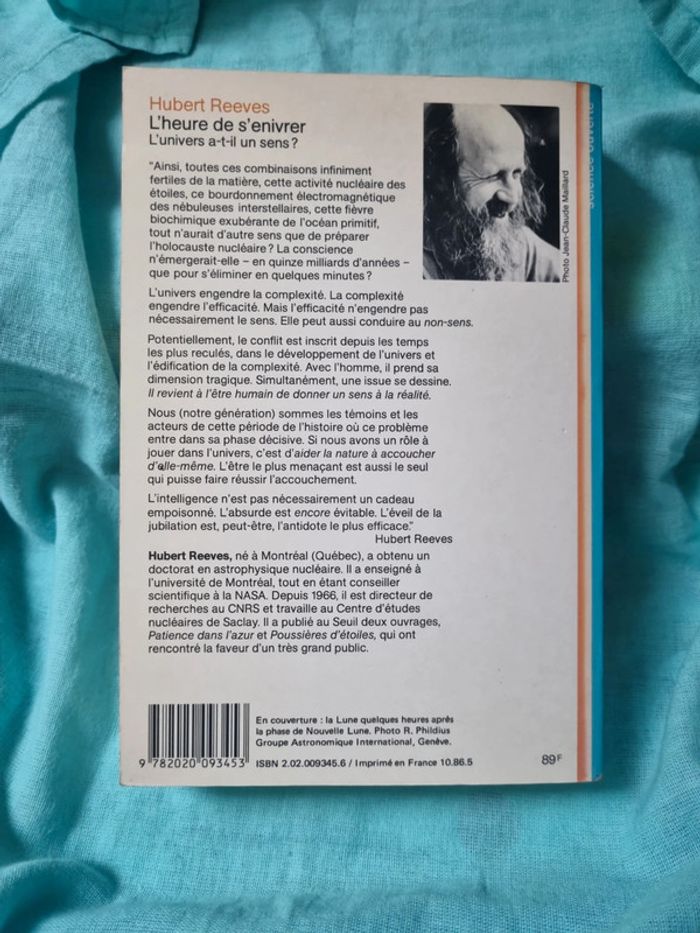 Hubert Reeves
L'heure de s'enivrer
L'univers a-t-il un sens ?
"Ainsi, toutes ces combinaisons infiniment
fertiles de la matière, cette activité nucléaire des
étoiles, ce bourdonnement électromagnétique
des nébuleuses interstellaires, cette fièvre
biochimique exubérante de l'océan primitif,
tout n'aurait d'autre sens que de préparer
l'holocauste nucléaire ? La conscience
n'émergerait-elle – en quinze milliards d'années –
que pour s'éliminer en quelques minutes ?
L'univers engendre la complexité. La complexité
engendre l'efficacité. Mais l'efficacité n'engendre pas
nécessairement le sens. Elle peut aussi conduire au non-sens.
Potentiellement, le conflit est inscrit depuis les temps
les plus reculés, dans le développement de l'univers et
l'édification de la complexité. Avec l'homme, il prend sa
dimension tragique. Simultanément, une issue se dessine.
Il revient à l'être humain de donner un sens à la réalité.
Nous (notre génération) sommes les témoins et les
acteurs de cette période de l'histoire où ce problème
entre dans sa phase décisive. Si nous avons un rôle à
jouer dans l'univers, c'est d'aider la nature à accoucher
d'elle-même. L'être le plus menaçant est aussi le seul
qui puisse faire réussir l'accouchement.
L'intelligence n'est pas nécessairement un cadeau
empoisonné. L'absurde est encore évitable. L'éveil de la
jubilation est, peut-être, l'antidote le plus efficace."
Hubert Reeves
Hubert Reeves, né à Montréal (Québec), a obtenu un
doctorat en astrophysique nucléaire. Il a enseigné à
l'université de Montréal, tout en étant conseiller
scientifique à la NASA. Depuis 1966, il est directeur de
recherches au CNRS et travaille au Centre d'études
nucléaires de Saclay. Il a publié au Seuil deux ouvrages,
Patience dans l'azur et Poussières d'étoiles, qui ont
rencontré la faveur d'un très grand public.
Photo Jean-Claude Maillard
science ouverte
En couverture : la Lune quelques heures après
la phase de Nouvelle Lune. Photo R. Phildius
Groupe Astronomique International, Genève.
9 782020 093453
ISBN 2.02.009345.6 / Imprimé en France 10.86.5
89 F